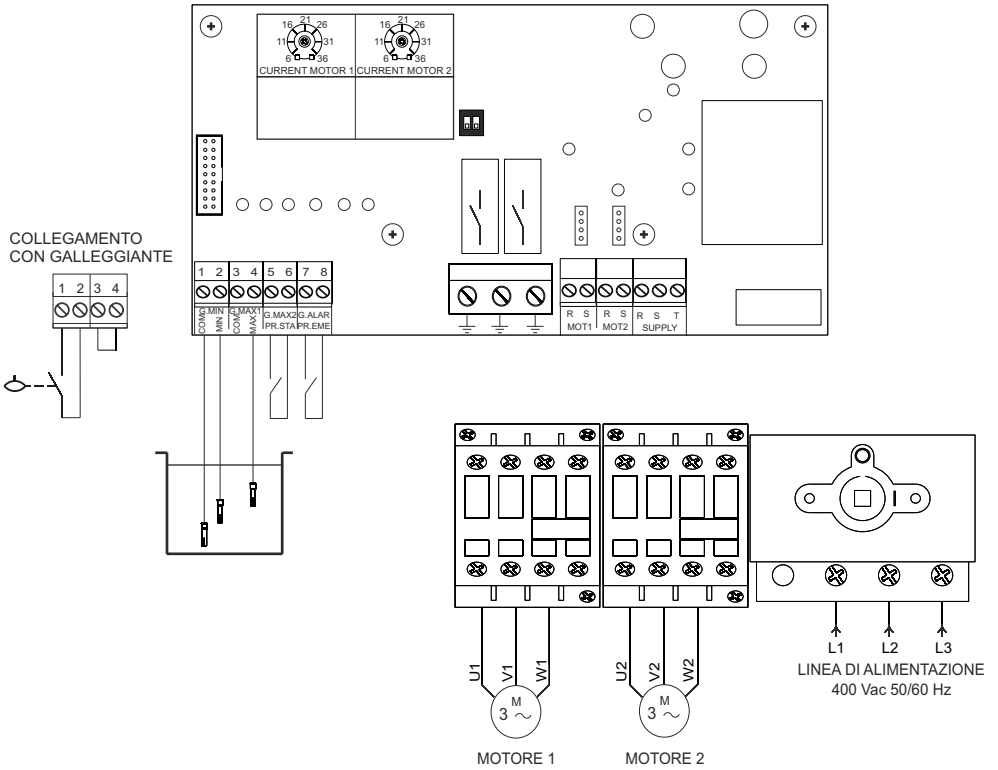 21
16 26
11 31
6 36
CURRENT MOTOR 1
21
16 26
11 31
6 36
CURRENT MOTOR 2
COLLEGAMENTO
CON GALLEGGIANTE
1 2 3 4
1 2 3 4 5 6 7 8
G.MIN G.MAX1 G.MAX2 G.ALAR
COM MIN COM MAX1 PR.STA PR.EME
R S R S R S T
MOT1 MOT2 SUPPLY
L1 L2 L3
LINEA DI ALIMENTAZIONE
400 Vac 50/60 Hz
U1 V1 W1
M
3 ~
MOTORE 1
U2 V2 W2
M
3 ~
MOTORE 2